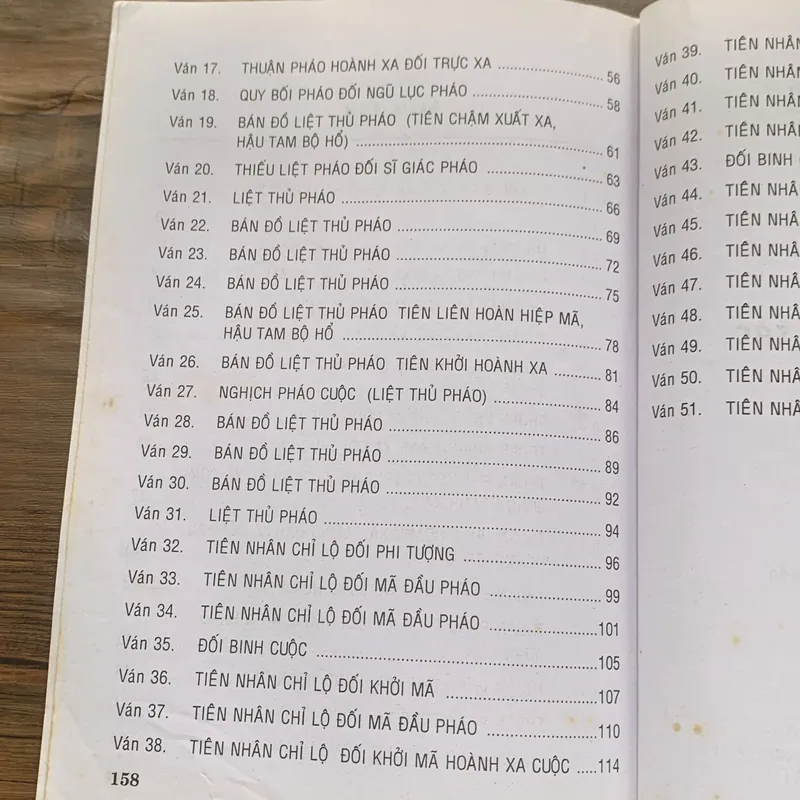 Ván 17. THUẬN PHÁO HOÀNH XA ĐỐI TRỰC XA ........ 56
Ván 18. QUY BỐI PHÁO ĐỐI NGŨ LỤC PHÁO ........ 58
Ván 19. BÁN ĐỒ LIỆT THỦ PHÁO (TIÊN CHẬM XUẤT XA,
HẬU TAM BỘ HỔ) ........ 61
Ván 20. THIẾU LIỆT PHÁO ĐỐI SĨ GIÁC PHÁO ........ 63
Ván 21. LIỆT THỦ PHÁO ........ 66
Ván 22. BÁN ĐỒ LIỆT THỦ PHÁO ........ 69
Ván 23. BÁN ĐỒ LIỆT THỦ PHÁO ........ 72
Ván 24. BÁN ĐỒ LIỆT THỦ PHÁO ........ 75
Ván 25. BÁN ĐỒ LIỆT THỦ PHÁO TIÊN LIÊN HOÀN HIỆP MÃ,
HẬU TAM BỘ HỔ ........ 78
Ván 26. BÁN ĐỒ LIỆT THỦ PHÁO TIÊN KHỞI HOÀNH XA ........ 81
Ván 27. NGHỊCH PHÁO CUỘC (LIỆT THỦ PHÁO) ........ 84
Ván 28. BÁN ĐỒ LIỆT THỦ PHÁO ........ 86
Ván 29. BÁN ĐỒ LIỆT THỦ PHÁO ........ 89
Ván 30. BÁN ĐỒ LIỆT THỦ PHÁO ........ 92
Ván 31. LIỆT THỦ PHÁO ........ 94
Ván 32. TIÊN NHÂN CHỈ LỘ ĐỐI PHI TƯỢNG ........ 96
Ván 33. TIÊN NHÂN CHỈ LỘ ĐỐI MÃ ĐẦU PHÁO ........ 99
Ván 34. TIÊN NHÂN CHỈ LỘ ĐỐI MÃ ĐẦU PHÁO ........ 101
Ván 35. ĐỐI BINH CUỘC ........ 105
Ván 36. TIÊN NHÂN CHỈ LỘ ĐỐI KHỞI MÃ ........ 107
Ván 37. TIÊN NHÂN CHỈ LỘ ĐỐI MÃ ĐẦU PHÁO ........ 110
Ván 38. TIÊN NHÂN CHỈ LỘ ĐỐI KHỞI MÃ HOÀNH XA CUỘC ..... 114
158
Ván 39. TIÊN NHÂN
Ván 40. TIÊN NHÂN
Ván 41. TIÊN NHÂN
Ván 42. TIÊN NHÂN
Ván 43. ĐỐI BINH
Ván 44. TIÊN NHÂ
Ván 45. TIÊN NHÂ
Ván 46. TIÊN NHÂ
Ván 47. TIÊN NHÂ
Ván 48. TIÊN NHÂ
Ván 49. TIÊN NHÂ
Ván 50. TIÊN NHÂ
Ván 51. TIÊN NHÂ